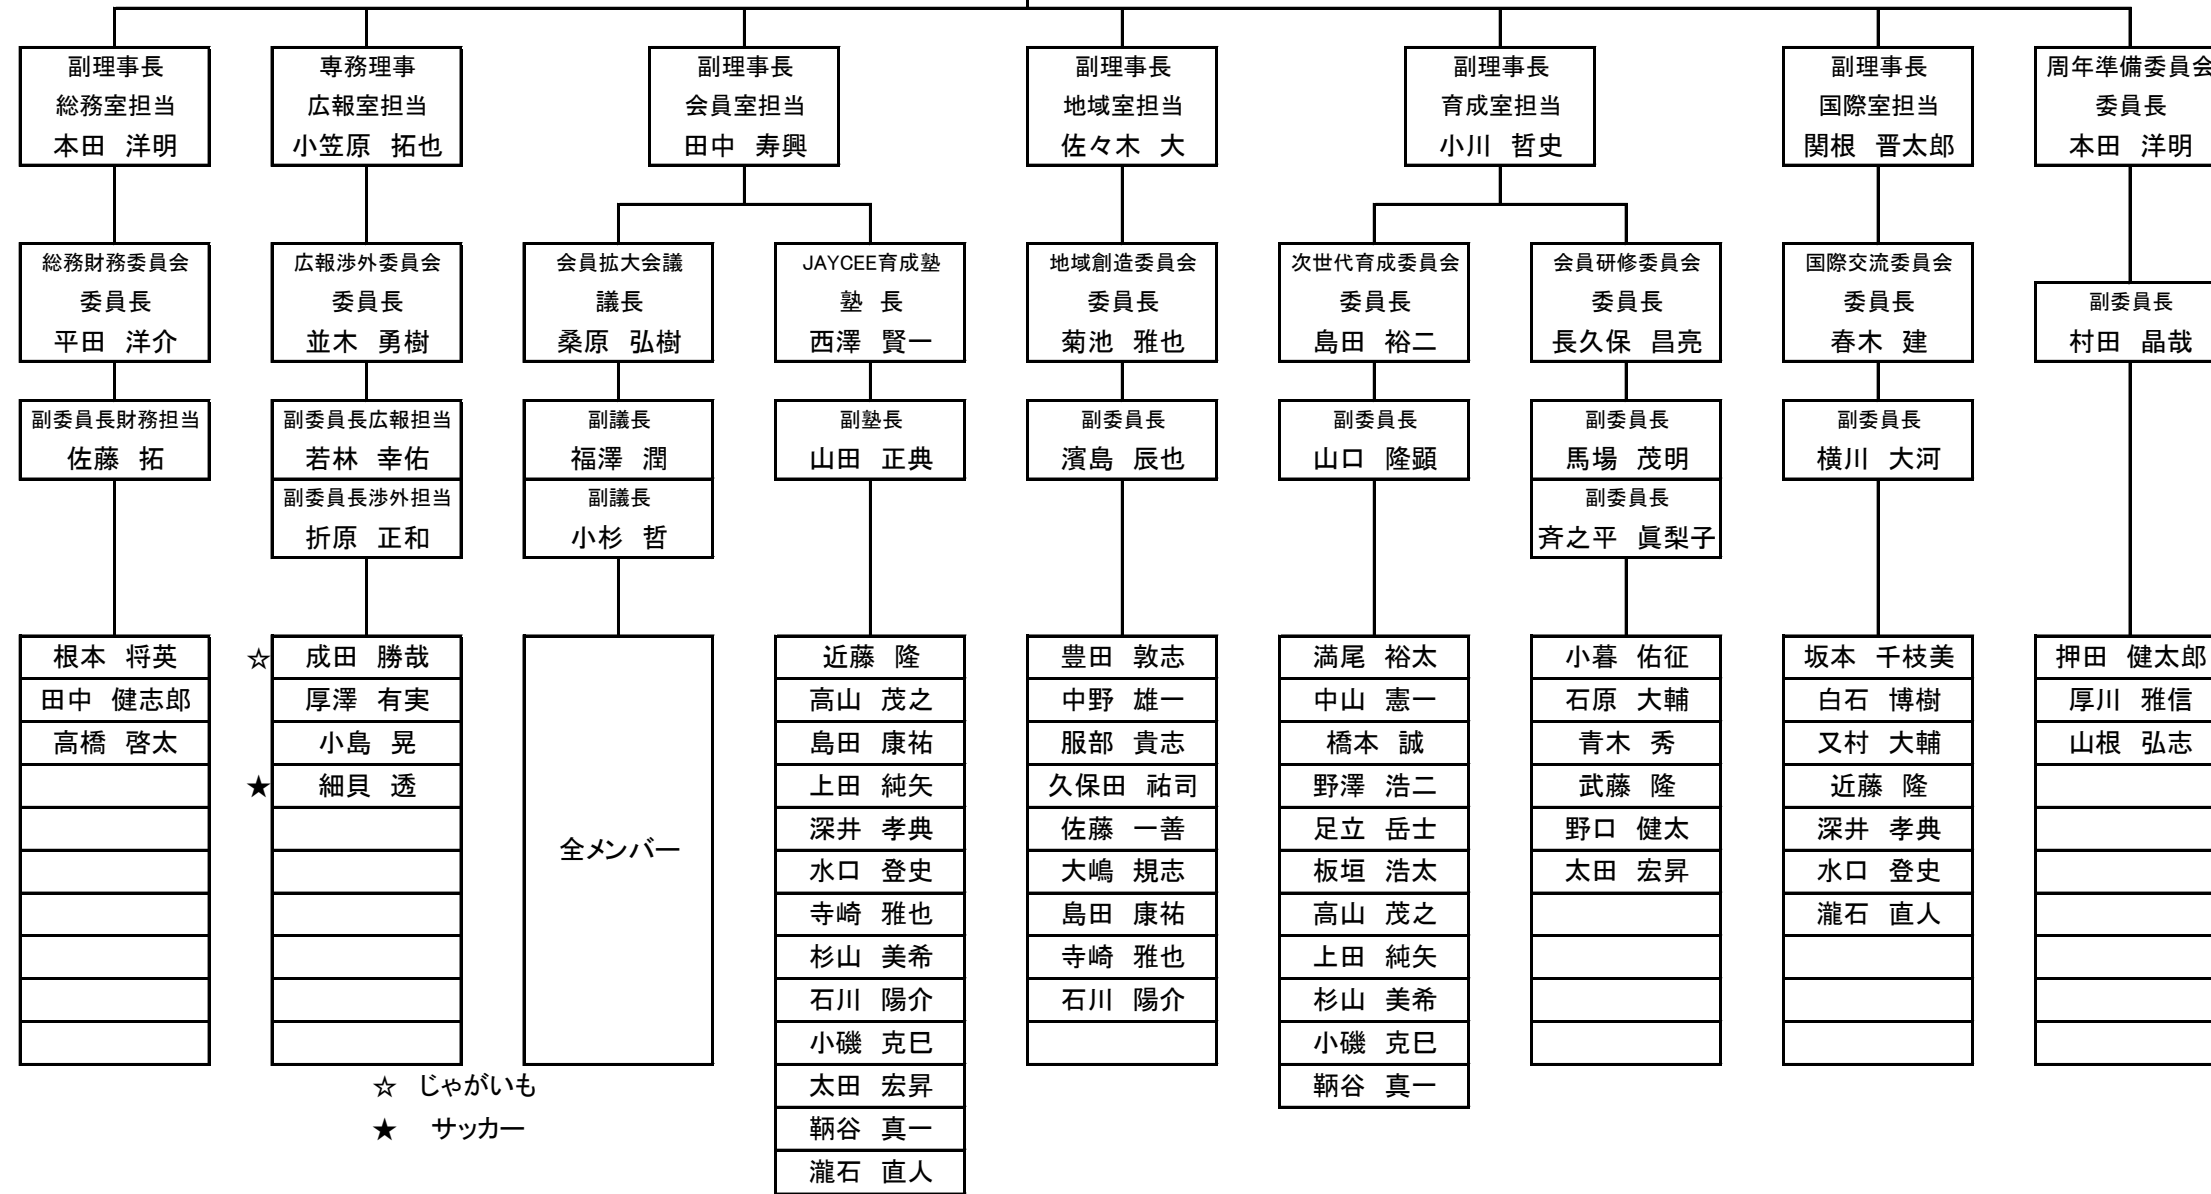 副理事長
総務室担当
本田 洋明
専務理事
広報室担当
小笠原 拓也
副理事長
会員室担当
田中 寿興
副理事長
地域室担当
佐々木 大
副理事長
育成室担当
小川 哲史
副理事長
国際室担当
関根 晋太郎
周年準備委員会
委員長
本田 洋明
総務財務委員会
委員長
平田 洋介
広報渉外委員会
委員長
並木 勇樹
会員拡大会議
議長
桑原 弘樹
JAYCEE育成塾
塾 長
西澤 賢一
地域創造委員会
委員長
菊池 雅也
次世代育成委員会
委員長
島田 裕二
会員研修委員会
委員長
長久保 昌亮
国際交流委員会
委員長
春木 建
副委員長
村田 晶哉
副委員長財務担当
佐藤 拓
副委員長広報担当
若林 幸佑
副委員長渉外担当
折原 正和
副議長
福澤 潤
副議長
小杉 哲
副塾長
山田 正典
副委員長
濱島 辰也
副委員長
山口 隆顕
副委員長
馬場 茂明
副委員長
斉之平 眞梨子
副委員長
横川 大河
根本 将英
田中 健志郎
高橋 啓太
☆ 成田 勝哉
厚澤 有実
小島 晃
★ 細貝 透
全メンバー
近藤 隆
高山 茂之
島田 康祐
上田 純矢
深井 孝典
水口 登史
寺崎 雅也
杉山 美希
石川 陽介
小磯 克巳
太田 宏昇
鞆谷 真一
瀧石 直人
豊田 敦志
中野 雄一
服部 貴志
久保田 祐司
佐藤 一善
大嶋 規志
島田 康祐
寺崎 雅也
石川 陽介
満尾 裕太
中山 憲一
橋本 誠
野澤 浩二
足立 岳士
板垣 浩太
高山 茂之
上田 純矢
杉山 美希
小磯 克巳
鞆谷 真一
小暮 佑征
石原 大輔
青木 秀
武藤 隆
野口 健太
太田 宏昇
坂本 千枝美
白石 博樹
又村 大輔
近藤 隆
深井 孝典
水口 登史
瀧石 直人
押田 健太郎
厚川 雅信
山根 弘志
☆ じゃがいも
★ サッカー